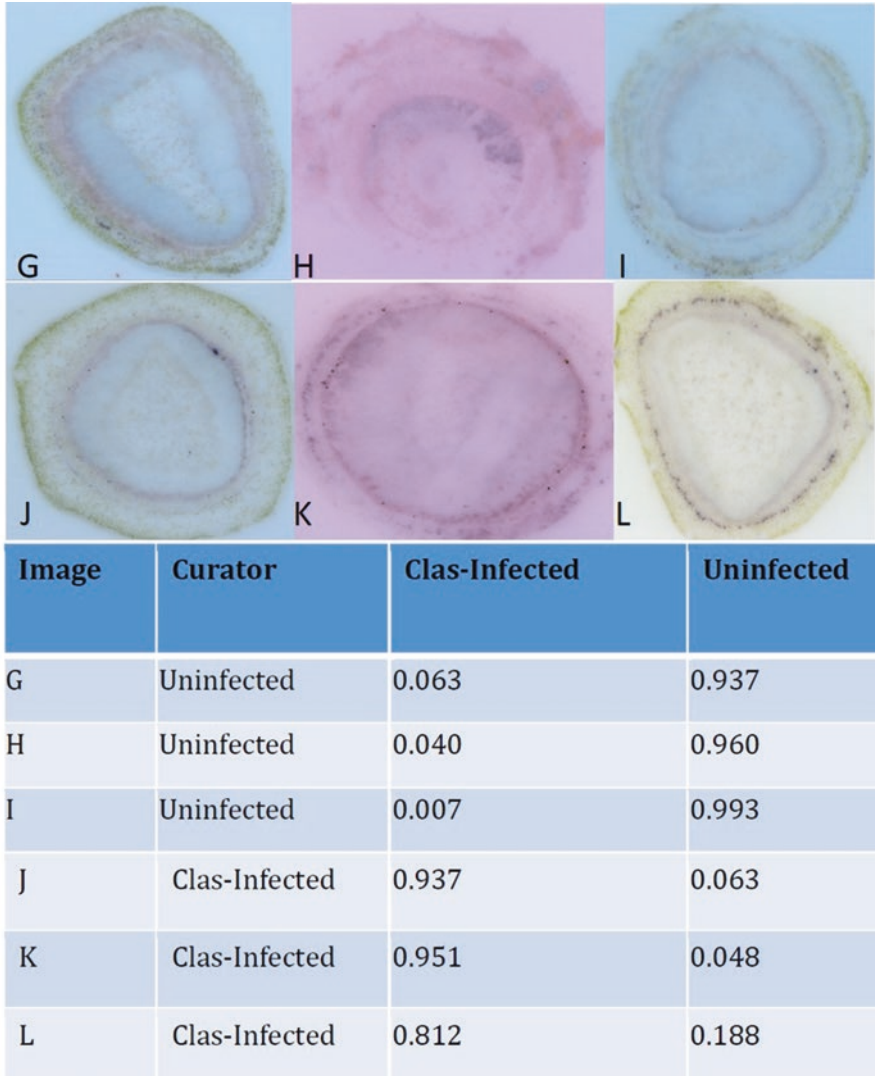 G H I
J K L
Image Curator Clas-Infected Uninfected
G Uninfected 0.063 0.937
H Uninfected 0.040 0.960
I Uninfected 0.007 0.993
J Clas-Infected 0.937 0.063
K Clas-Infected 0.951 0.048
L Clas-Infected 0.812 0.188